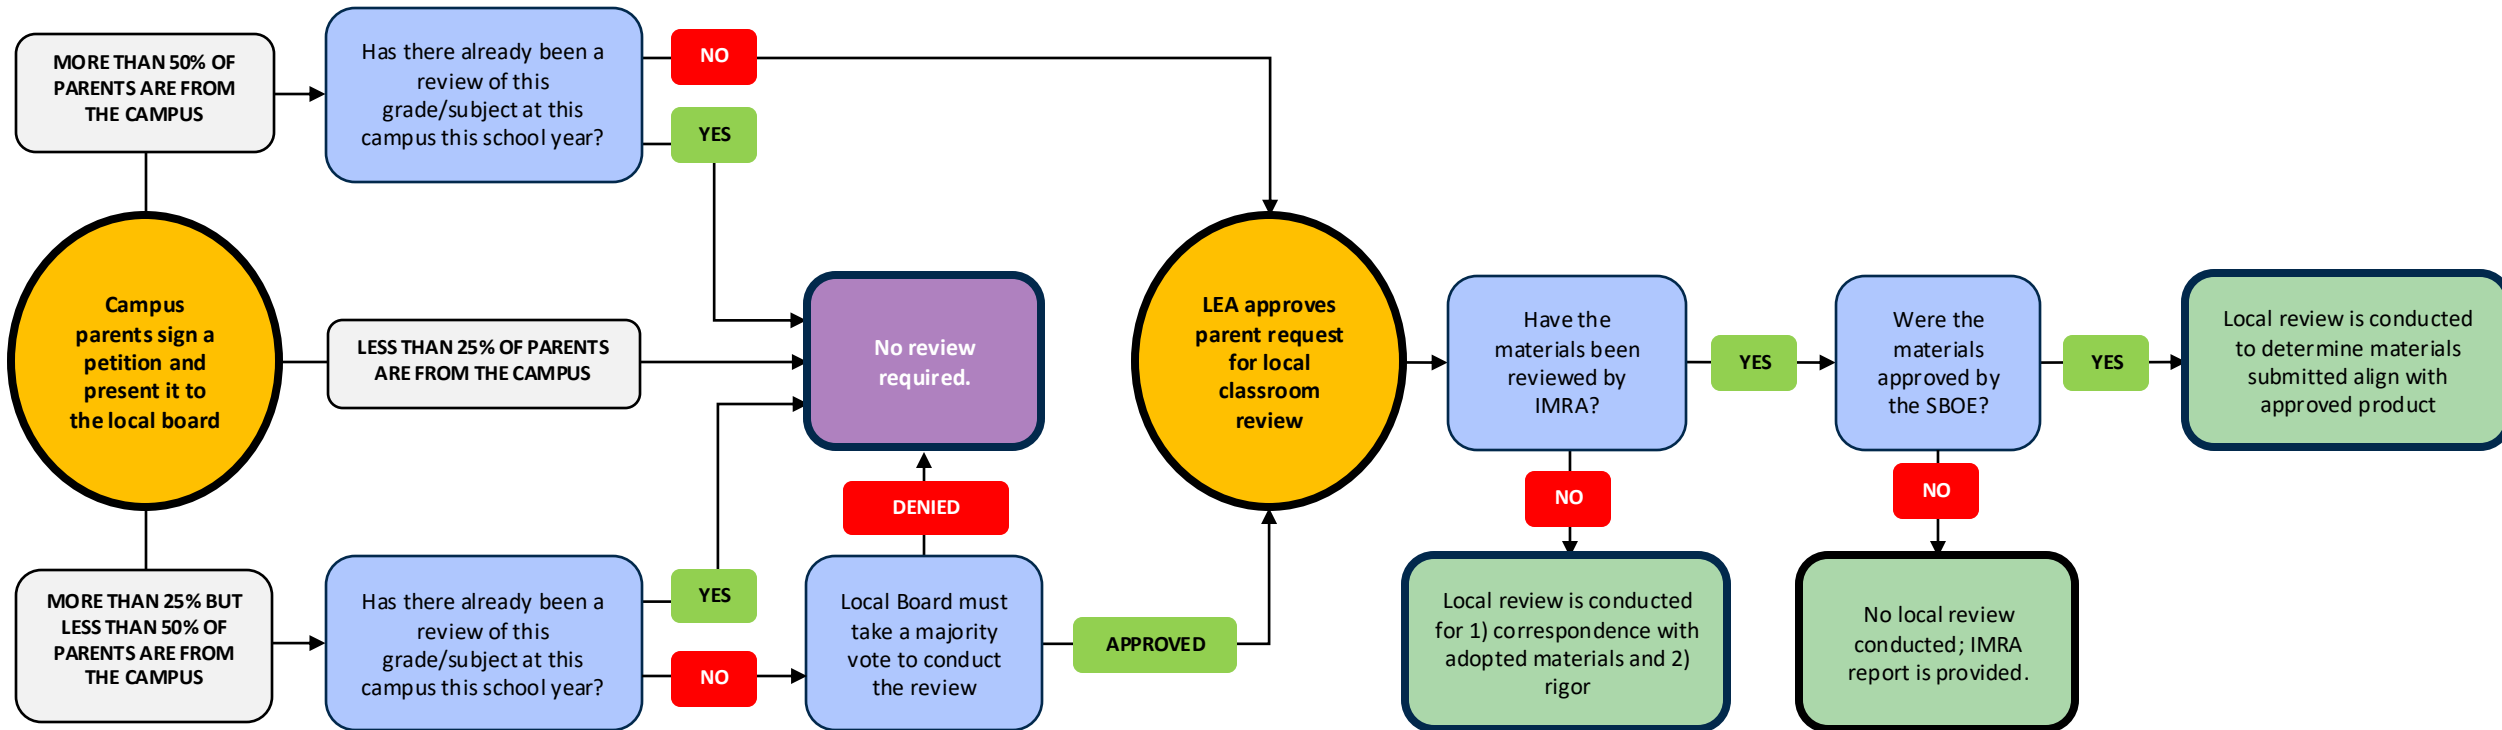 MORE THAN 50% OF
PARENTS ARE FROM
THE CAMPUS
Has there already been a
review of this
grade/subject at this
campus this school year?
NO
YES
Campus
parents sign a
petition and
present it to
the local board
LESS THAN 25% OF PARENTS
ARE FROM THE CAMPUS
No review
required.
DENIED
MORE THAN 25% BUT
LESS THAN 50% OF
PARENTS ARE FROM
THE CAMPUS
Has there already been a
review of this
grade/subject at this
campus this school year?
YES
NO
Local Board must
take a majority
vote to conduct
the review
APPROVED
LEA approves
parent request
for local
classroom
review
Have the
materials been
reviewed by
IMRA?
YES
NO
Were the
materials
approved by
the SBOE?
YES
NO
Local review is conducted
to determine materials
submitted align with
approved product
Local review is conducted
for 1) correspondence with
adopted materials and 2)
rigor
No local review
conducted; IMRA
report is provided.